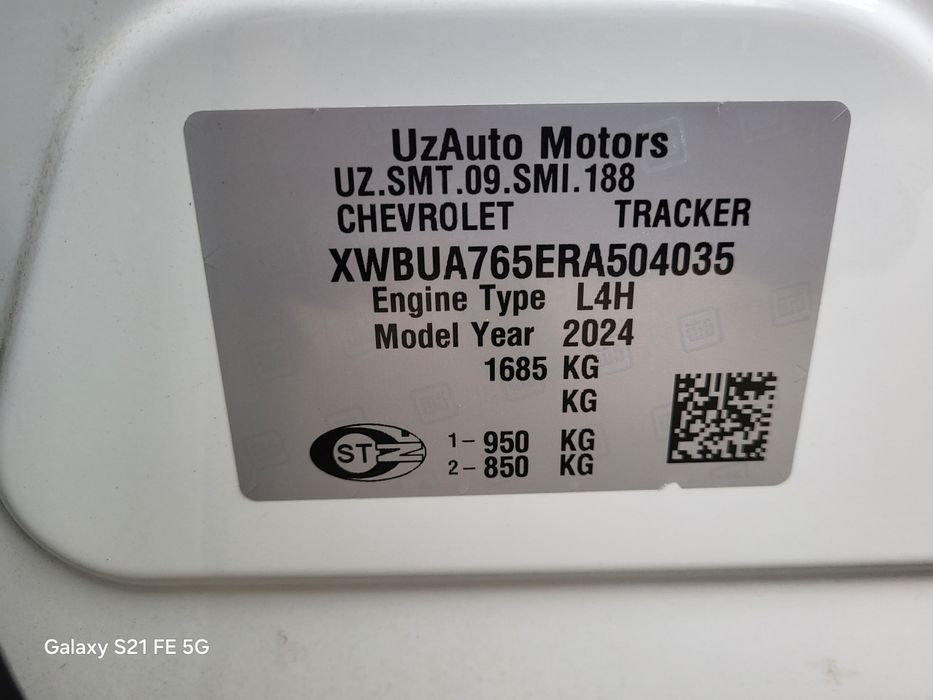 UzAuto Motors
UZ.SMT.09.SMI.188
CHEVROLET TRACKER
XWBUA765ERA504035
Engine Type L4H
Model Year 2024
1685 KG
KG
1- 950 KG
2- 850 KG
Galaxy S21 FE 5G